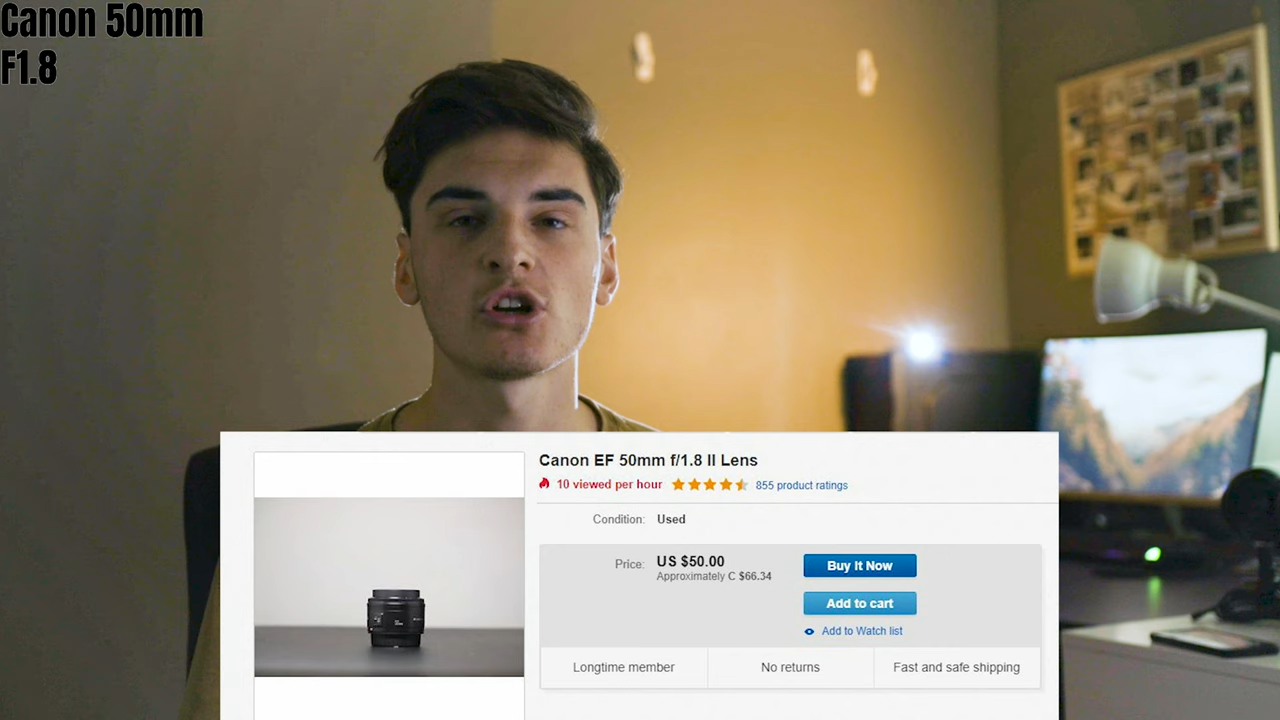 Canon 50mm
F1.8
Canon EF 50mm f/1.8 II Lens
10 viewed per hour 855 product ratings
Condition: Used
Price: US $50.00 Buy It Now
Approximately C $66.34
Add to cart
Add to Watch list
Longtime member No returns Fast and safe shipping